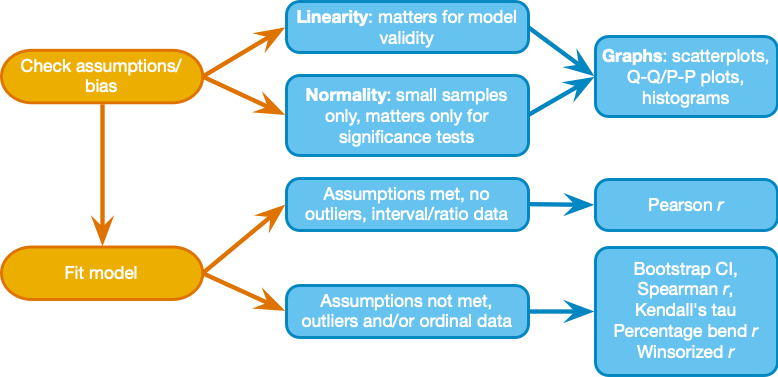 Check assumptions/
bias
Linearity: matters for model
validity
Normality: small samples
only, matters only for
significance tests
Graphs: scatterplots,
Q-Q/P-P plots,
histograms
Fit model
Assumptions met, no
outliers, interval/ratio data
Pearson r
Assumptions not met,
outliers and/or ordinal data
Bootstrap CI,
Spearman r,
Kendall's tau
Percentage bend r
Winsorized r